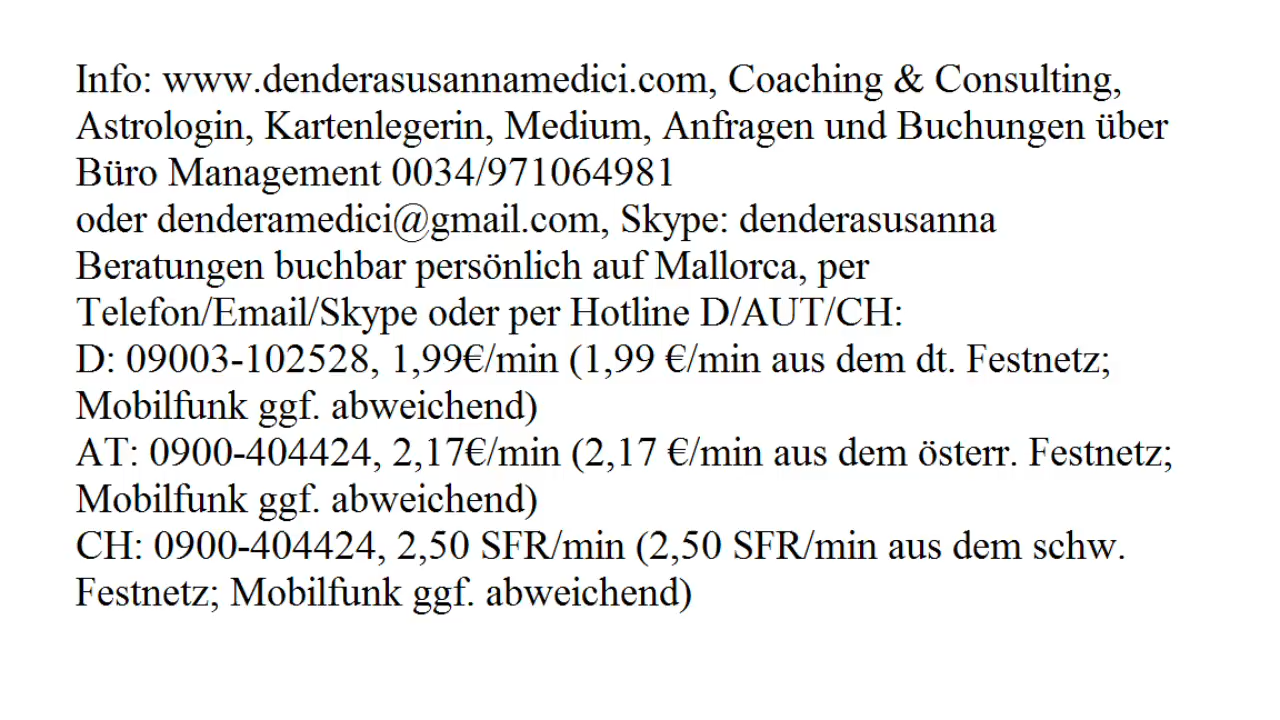 Info: www.denderasusannamedici.com, Coaching & Consulting,
Astrologin, Kartenlegerin, Medium, Anfragen und Buchungen über
Büro Management 0034/971064981
oder denderamedici@gmail.com, Skype: denderasusanna
Beratungen buchbar persönlich auf Mallorca, per
Telefon/Email/Skype oder per Hotline D/AUT/CH:
D: 09003-102528, 1,99€/min (1,99 €/min aus dem dt. Festnetz;
Mobilfunk ggf. abweichend)
AT: 0900-404424, 2,17€/min (2,17 €/min aus dem österr. Festnetz;
Mobilfunk ggf. abweichend)
CH: 0900-404424, 2,50 SFR/min (2,50 SFR/min aus dem schw.
Festnetz; Mobilfunk ggf. abweichend)